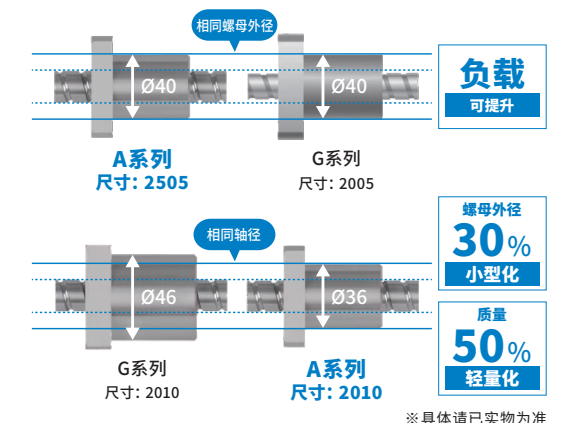 相同螺母外径
Ø40
Ø40
负载
可提升
A系列
尺寸: 2505
G系列
尺寸: 2005
相同轴径
Ø46
Ø36
螺母外径
30%
小型化
质量
50%
轻量化
G系列
尺寸: 2010
A系列
尺寸: 2010
※具体请已实物为准